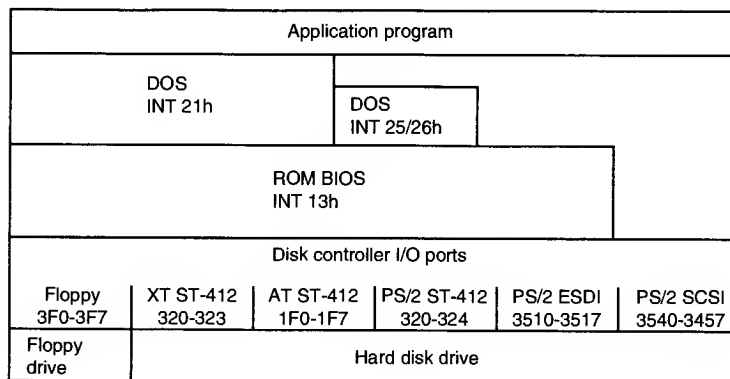 Application program
DOS
INT 21h
DOS
INT 25/26h
ROM BIOS
INT 13h
Disk controller I/O ports
Floppy XT ST-412 AT ST-412 PS/2 ST-412 PS/2 ESDI PS/2 SCSI
3F0-3F7 320-323 1F0-1F7 320-324 3510-3517 3540-3457
Floppy
drive
Hard disk drive